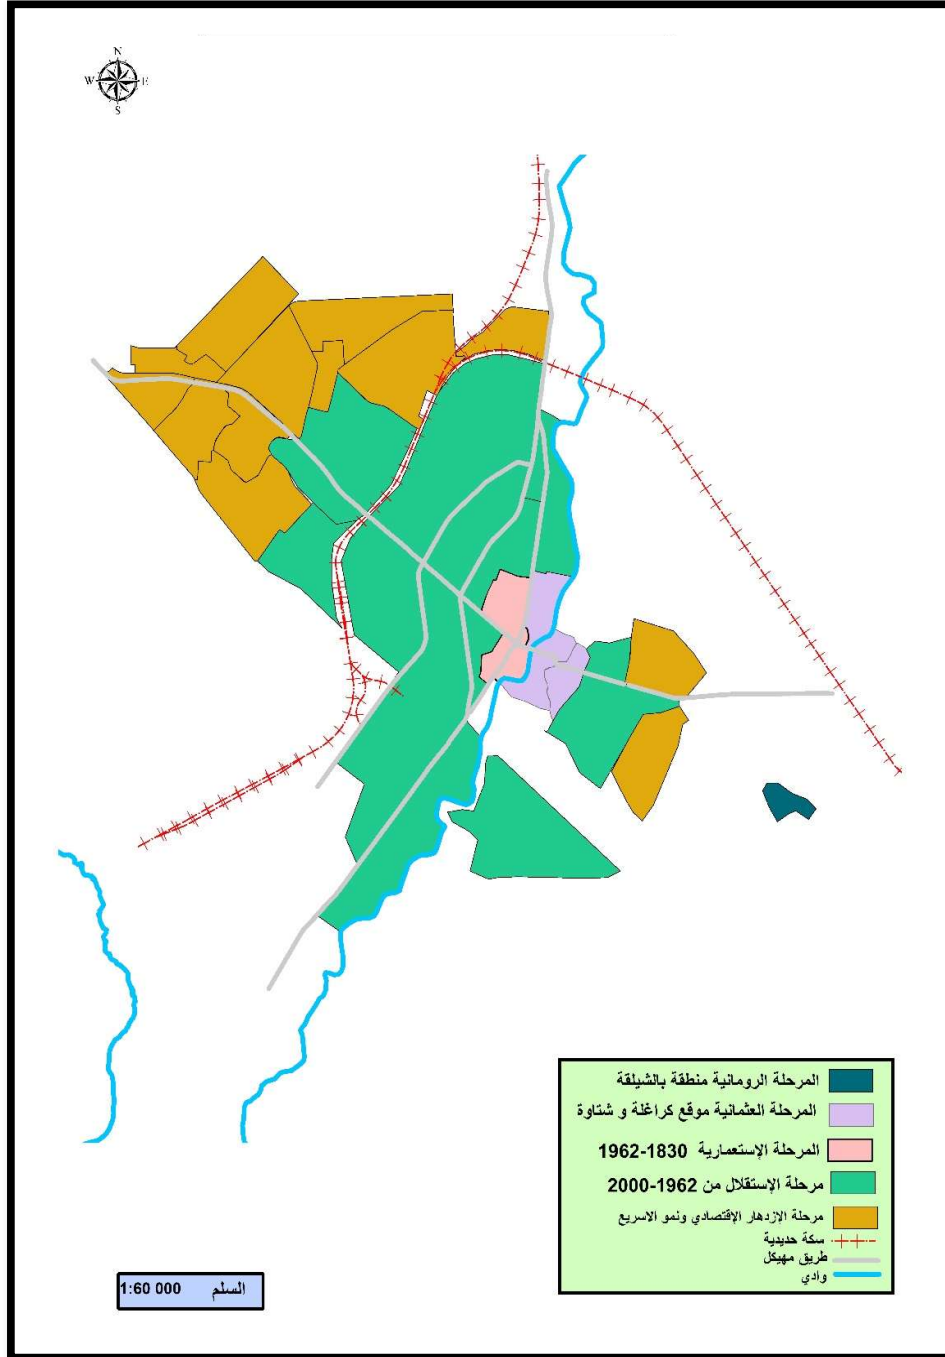 N
W E
S
المرحلة الرومانية منطقة بالشيلقة
المرحلة العثمانية موقع كراغلة و شتاوة
المرحلة الإستعمارية 1830-1962
مرحلة الإستقلال من 1962-2000
مرحلة الإزدهار الإقتصادي ونمو الاسريع
سكة حديدية
طريق مهيكل
وادي
السلم 1:60 000